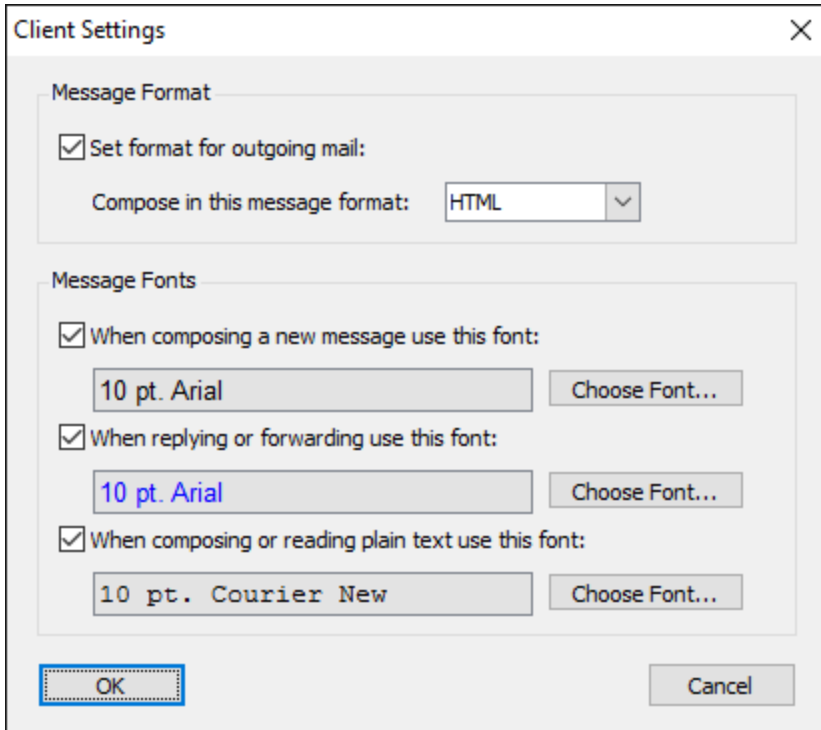 Client Settings
Message Format
Set format for outgoing mail:
Compose in this message format: HTML
Message Fonts
When composing a new message use this font:
10 pt. Arial Choose Font...
When replying or forwarding use this font:
10 pt. Arial Choose Font...
When composing or reading plain text use this font:
10 pt. Courier New Choose Font...
OK Cancel